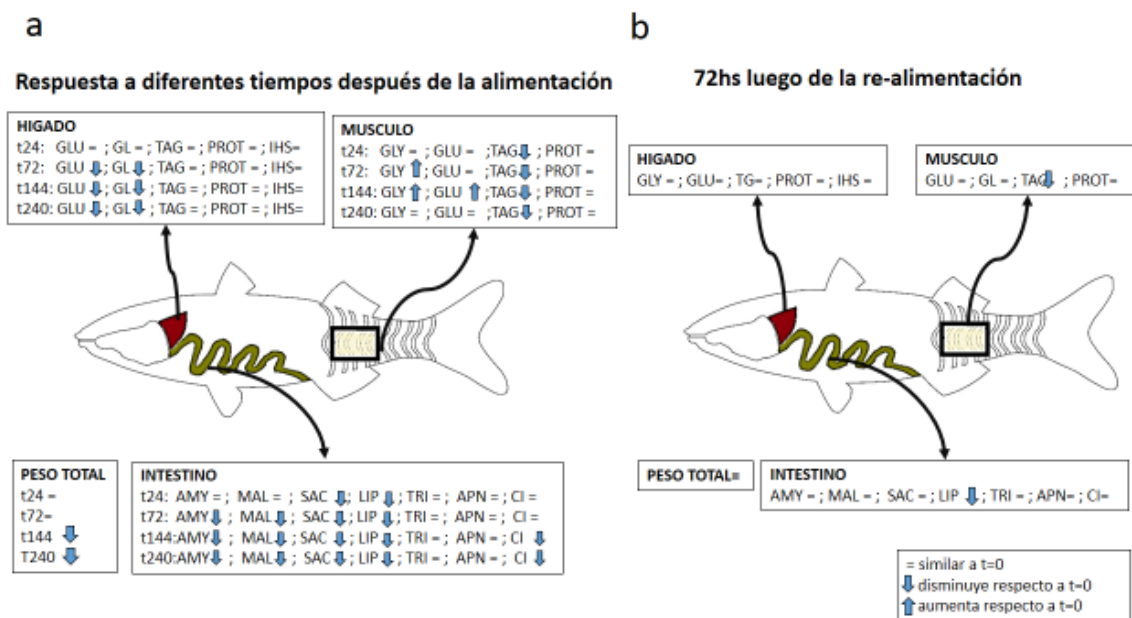 a
Respuesta a diferentes tiempos después de la alimentación
HIGADO
t24: GLU = ; GL = ; TAG = ; PROT = ; IHS=
t72: GLU ⬇ ; GL ⬇ ; TAG = ; PROT = ; IHS=
t144: GLU ⬇ ; GL ⬇ ; TAG = ; PROT = ; IHS=
t240: GLU ⬇ ; GL ⬇ ; TAG = ; PROT = ; IHS=
MUSCULO
t24: GLY = ; GLU = ;TAG⬇ ; PROT =
t72: GLY ⬆ ; GLU = ;TAG⬇ ; PROT =
t144: GLY ⬆ ; GLU ⬆ ;TAG⬇ ; PROT =
t240: GLY = ; GLU = ;TAG⬇ ; PROT =
PESO TOTAL
t24 =
t72=
t144 ⬇
T240 ⬇
INTESTINO
t24: AMY = ; MAL = ; SAC ⬇; LIP ⬇ ; TRI = ; APN = ; CI =
t72: AMY⬇ ; MAL⬇ ; SAC⬇ ; LIP ⬇ ; TRI = ; APN = ; CI =
t144:AMY⬇ ; MAL⬇ ; SAC⬇ ; LIP ⬇ ; TRI= ; APN = ; CI ⬇
t240:AMY⬇ ; MAL⬇ ; SAC⬇ ; LIP⬇ ; TRI = ; APN = ; CI ⬇
b
72hs luego de la re-alimentación
HIGADO
GLY = ; GLU= ; TG= ; PROT = ; IHS =
MUSCULO
GLU = ; GL = ; TAG⬇ ; PROT=
PESO TOTAL=
INTESTINO
AMY = ; MAL = ; SAC = ; LIP ⬇ ; TRI = ; APN= ; CI=
= similar a t=0
⬇ disminuye respecto a t=0
⬆ aumenta respecto a t=0